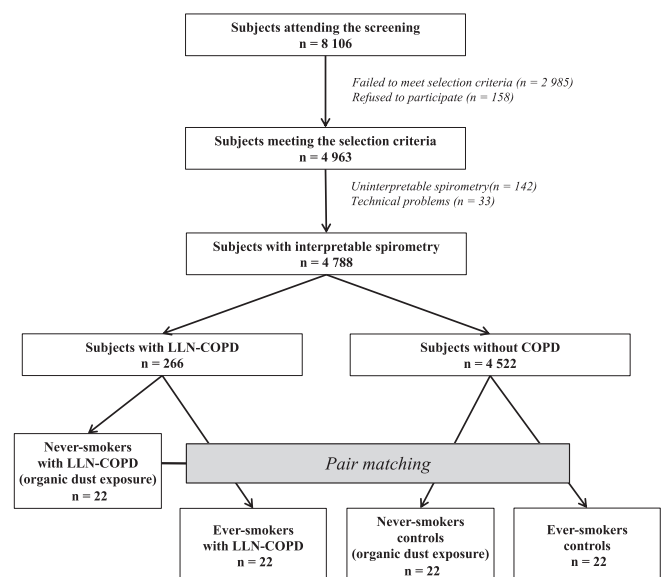 Subjects attending the screening
n = 8 106
Failed to meet selection criteria (n = 2 985)
Refused to participate (n = 158)
Subjects meeting the selection criteria
n = 4 963
Uninterpretable spirometry(n = 142)
Technical problems (n = 33)
Subjects with interpretable spirometry
n = 4 788
Subjects with LLN-COPD
n = 266
Subjects without COPD
n = 4 522
Never-smokers
with LLN-COPD
(organic dust exposure)
n = 22
Pair matching
Ever-smokers
with LLN-COPD
n = 22
Never-smokers
controls
(organic dust exposure)
n = 22
Ever-smokers
controls
n = 22